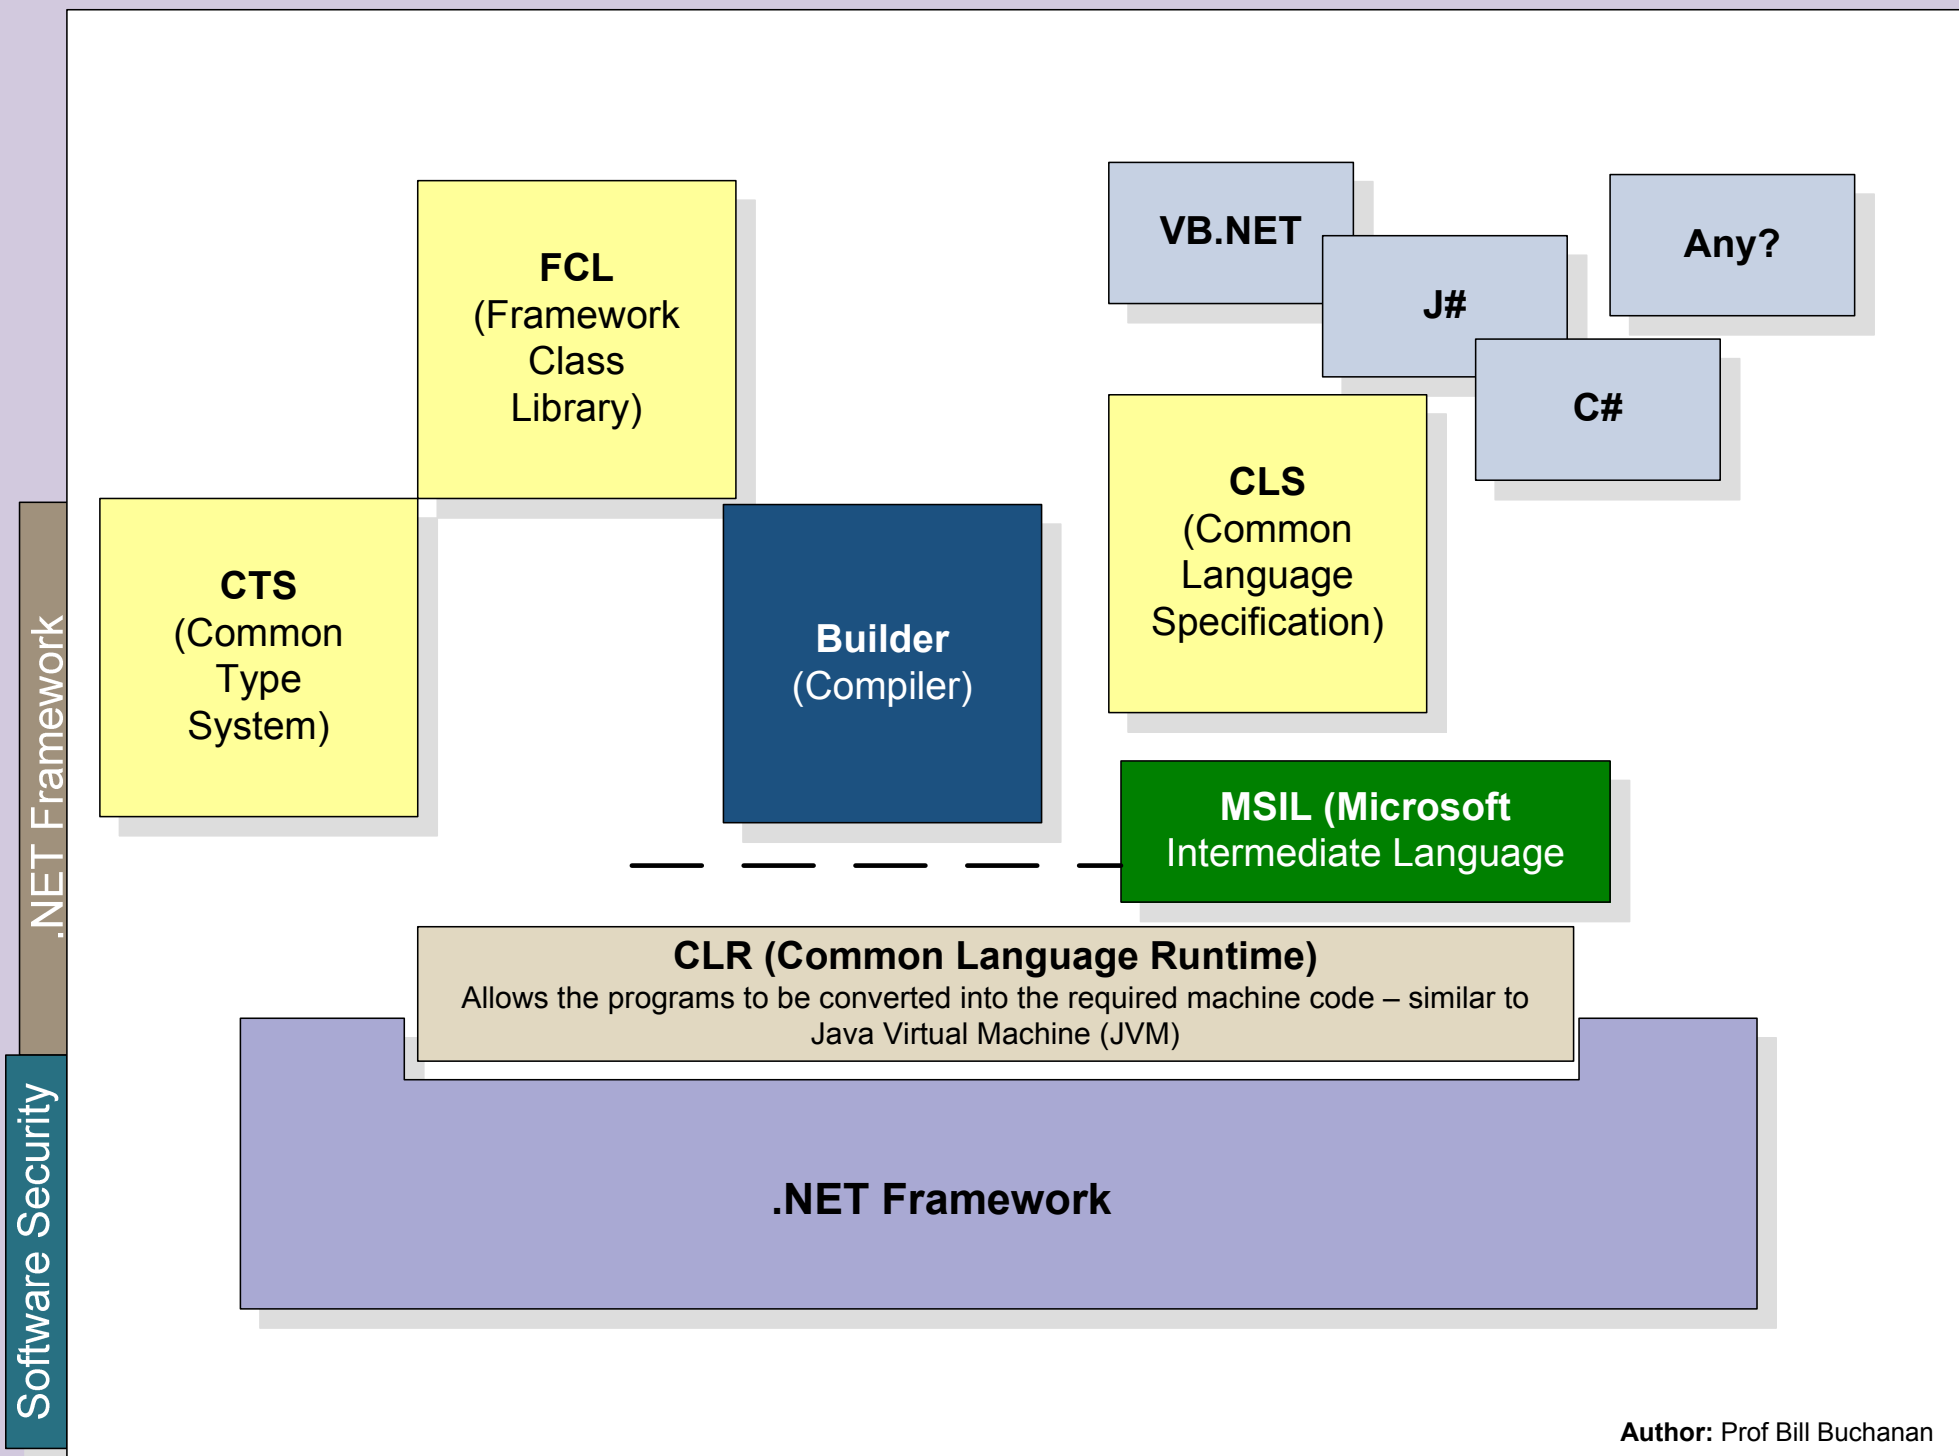 VB.NET
Any?
J#
C#
FCL
(Framework
Class
Library)
CLS
(Common
Language
Specification)
CTS
(Common
Type
System)
Builder
(Compiler)
MSIL (Microsoft
Intermediate Language
CLR (Common Language Runtime)
Allows the programs to be converted into the required machine code – similar to
Java Virtual Machine (JVM)
.NET Framework
.NET Framework
Software Security
Author: Prof Bill Buchanan